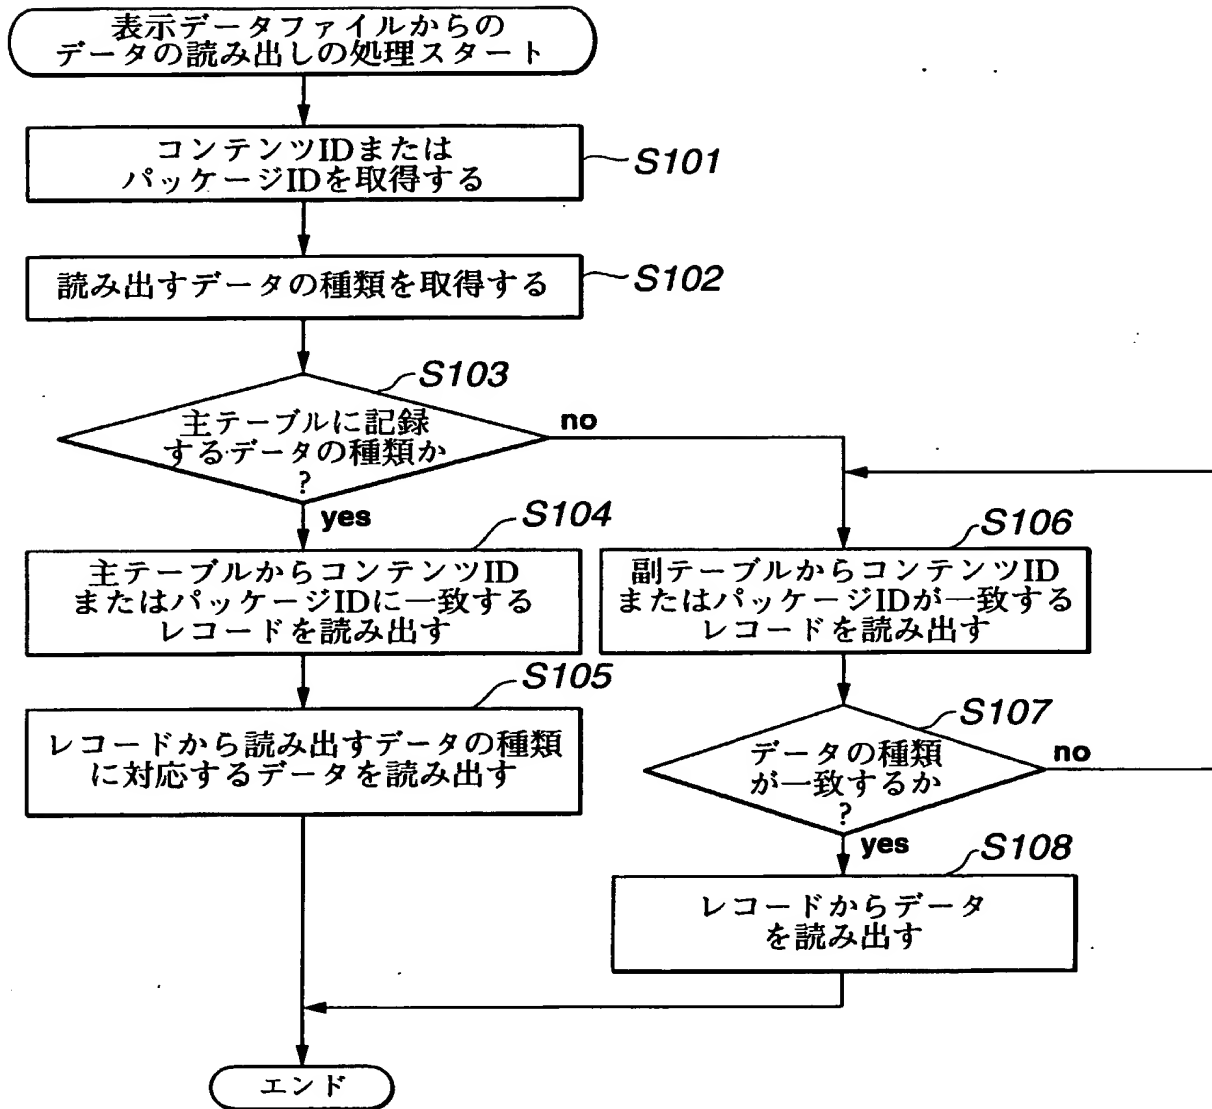 表示データファイルからの
データの読み出しの処理スタート
コンテンツIDまたは
パッケージIDを取得する
S101
読み出すデータの種類を取得する
S102
S103
主テーブルに記録
するデータの種類か
?
no
yes
S104
主テーブルからコンテンツID
またはパッケージIDに一致する
レコードを読み出す
S105
レコードから読み出すデータの種類
に対応するデータを読み出す
S106
副テーブルからコンテンツID
またはパッケージIDが一致する
レコードを読み出す
S107
データの種類
が一致するか
?
no
yes
S108
レコードからデータ
を読み出す
エンド